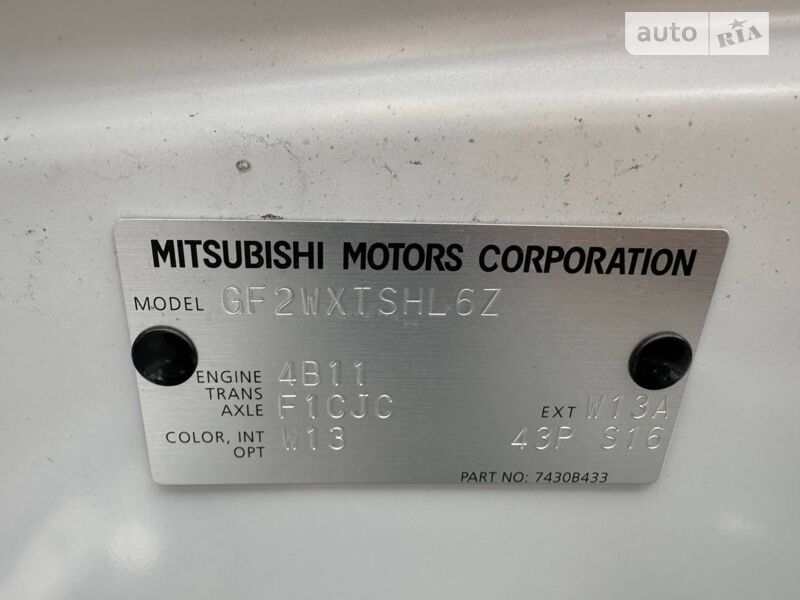 auto RIA
MITSUBISHI MOTORS CORPORATION
MODEL GF2WXTSHL6Z
ENGINE 4B11
TRANS AXLE F1CJC EXT W13A
COLOR, INT OPT W13 43P S16
PART NO: 7430B433